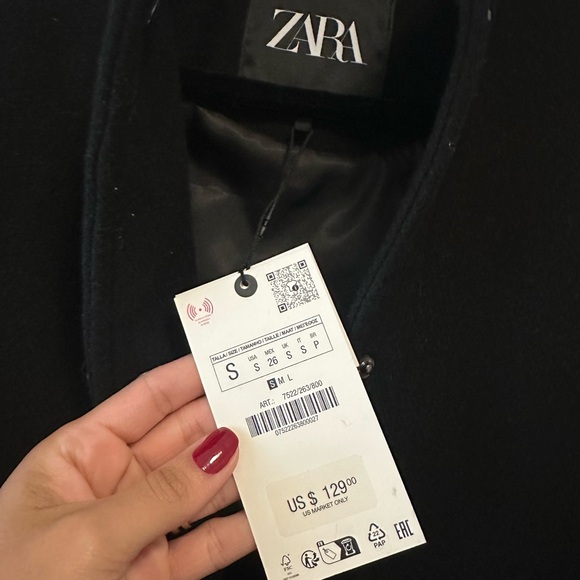 ZARA
TALLA / SIZE / TAMANHO / TAILLE / MAAT / ΜΕΓΕΘΟΣ
USA MEX UK IT BR
S S 26 S S P
S M L
ART.: 7522/263/800
07522263800027
US $ 129.00
US MARKET ONLY
FSC
22
PAP
EAC